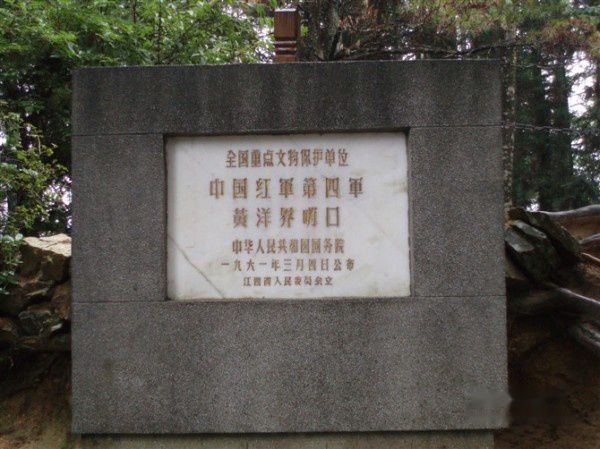 全国重点文物保护单位
中国红軍第四軍
黄洋界哨口
中华人民共和国国务院
一九六一年三月四日公布
江西省人民委员会立